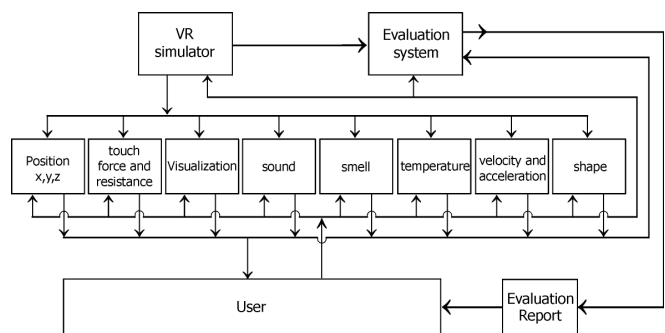 VR
simulator
Evaluation
system
Position
x,y,z
touch
force and
resistance
Visualization
sound
smell
temperature
velocity and
acceleration
shape
User
Evaluation
Report